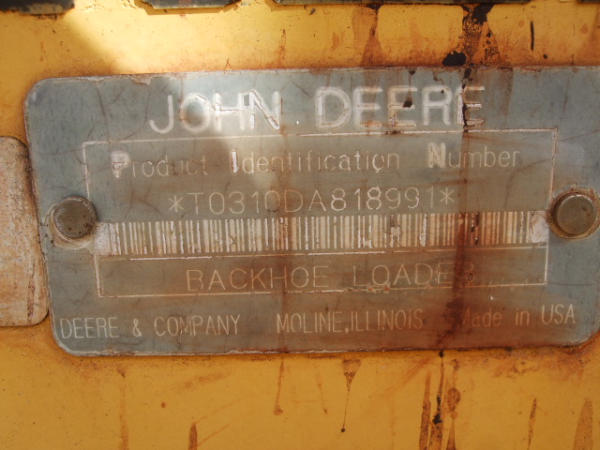 JOHN DEERE
Product Identification Number
*T0310DA818991*
BACKHOE LOADER
DEERE & COMPANY MOLINE, ILLINOIS Made in USA